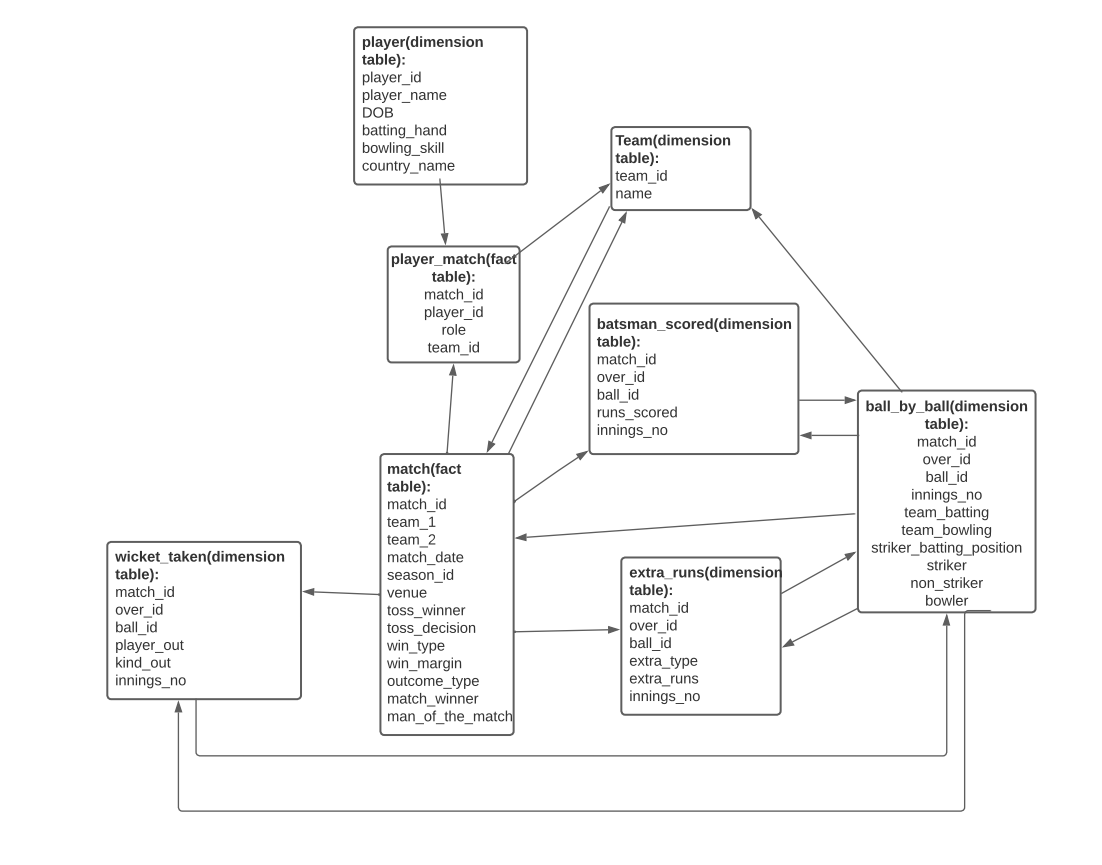 player(dimension
table):
player_id
player_name
DOB
batting_hand
bowling_skill
country_name
Team(dimension
table):
team_id
name
player_match(fact
table):
match_id
player_id
role
team_id
batsman_scored(dimension
table):
match_id
over_id
ball_id
runs_scored
innings_no
ball_by_ball(dimension
table):
match_id
over_id
ball_id
innings_no
team_batting
team_bowling
striker_batting_position
striker
non_striker
bowler
match(fact
table):
match_id
team_1
team_2
match_date
season_id
venue
toss_winner
toss_decision
win_type
win_margin
outcome_type
match_winner
man_of_the_match
wicket_taken(dimension
table):
match_id
over_id
ball_id
player_out
kind_out
innings_no
extra_runs(dimension
table):
match_id
over_id
ball_id
extra_type
extra_runs
innings_no